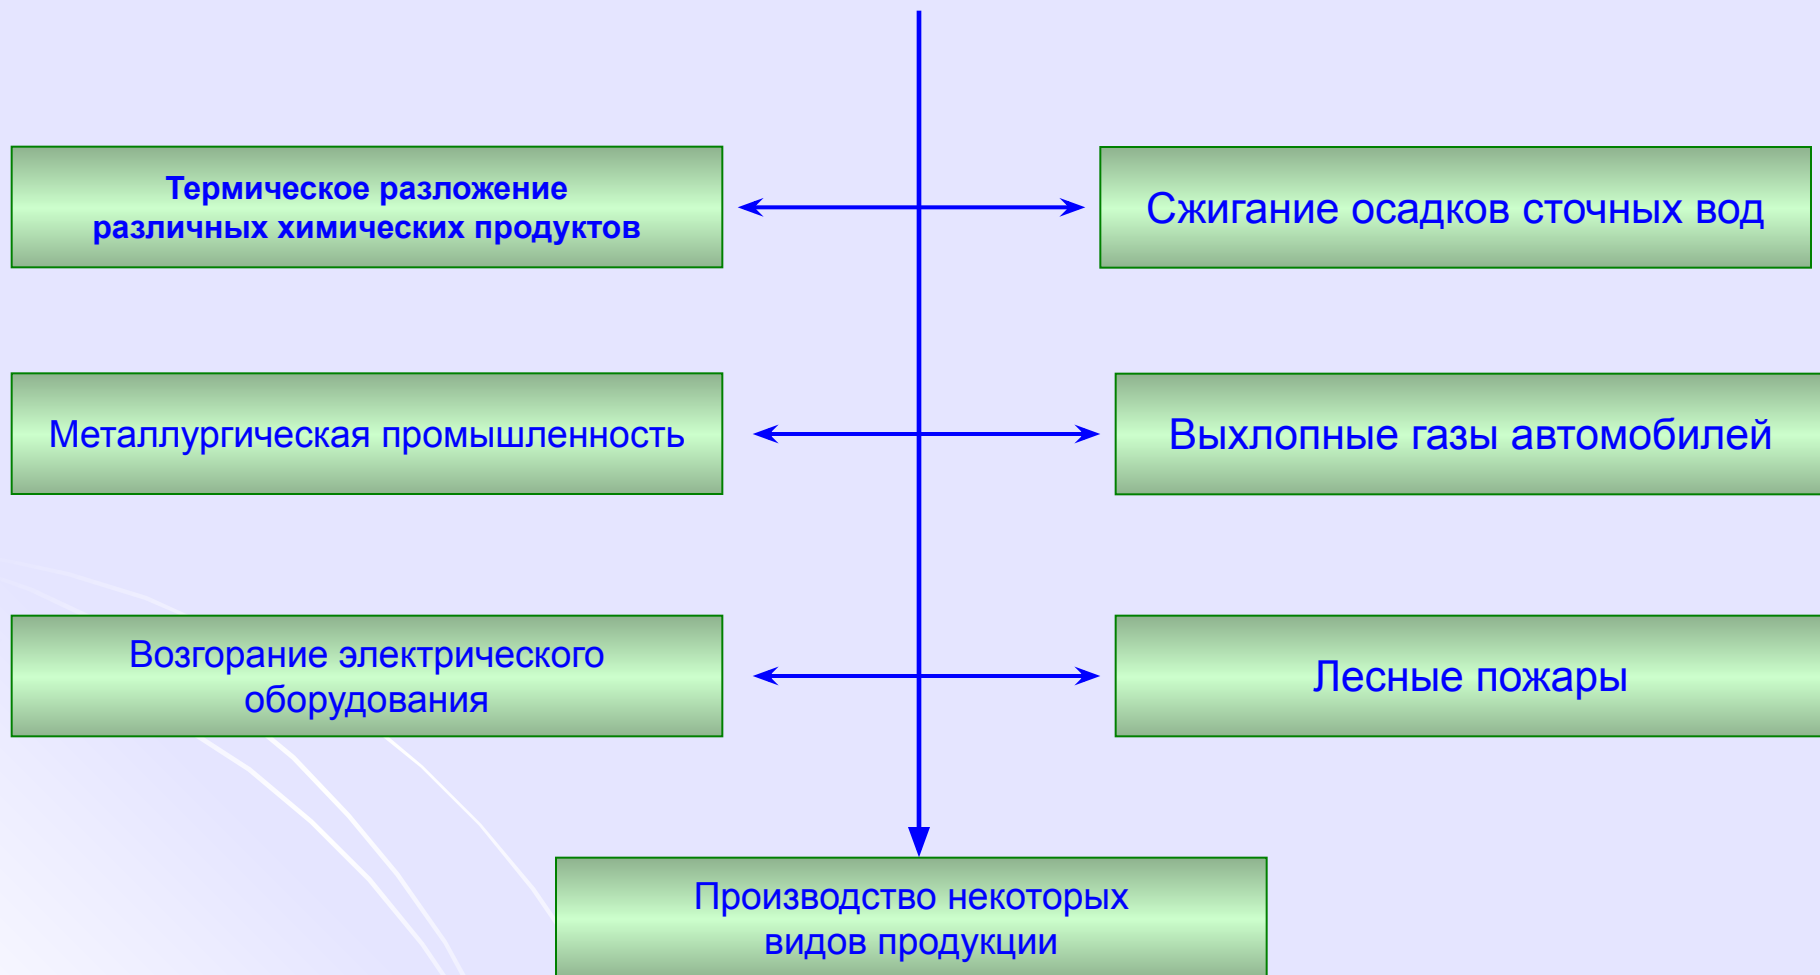 Термическое разложение
различных химических продуктов
Сжигание осадков сточных вод
Металлургическая промышленность
Выхлопные газы автомобилей
Возгорание электрического
оборудования
Лесные пожары
Производство некоторых
видов продукции